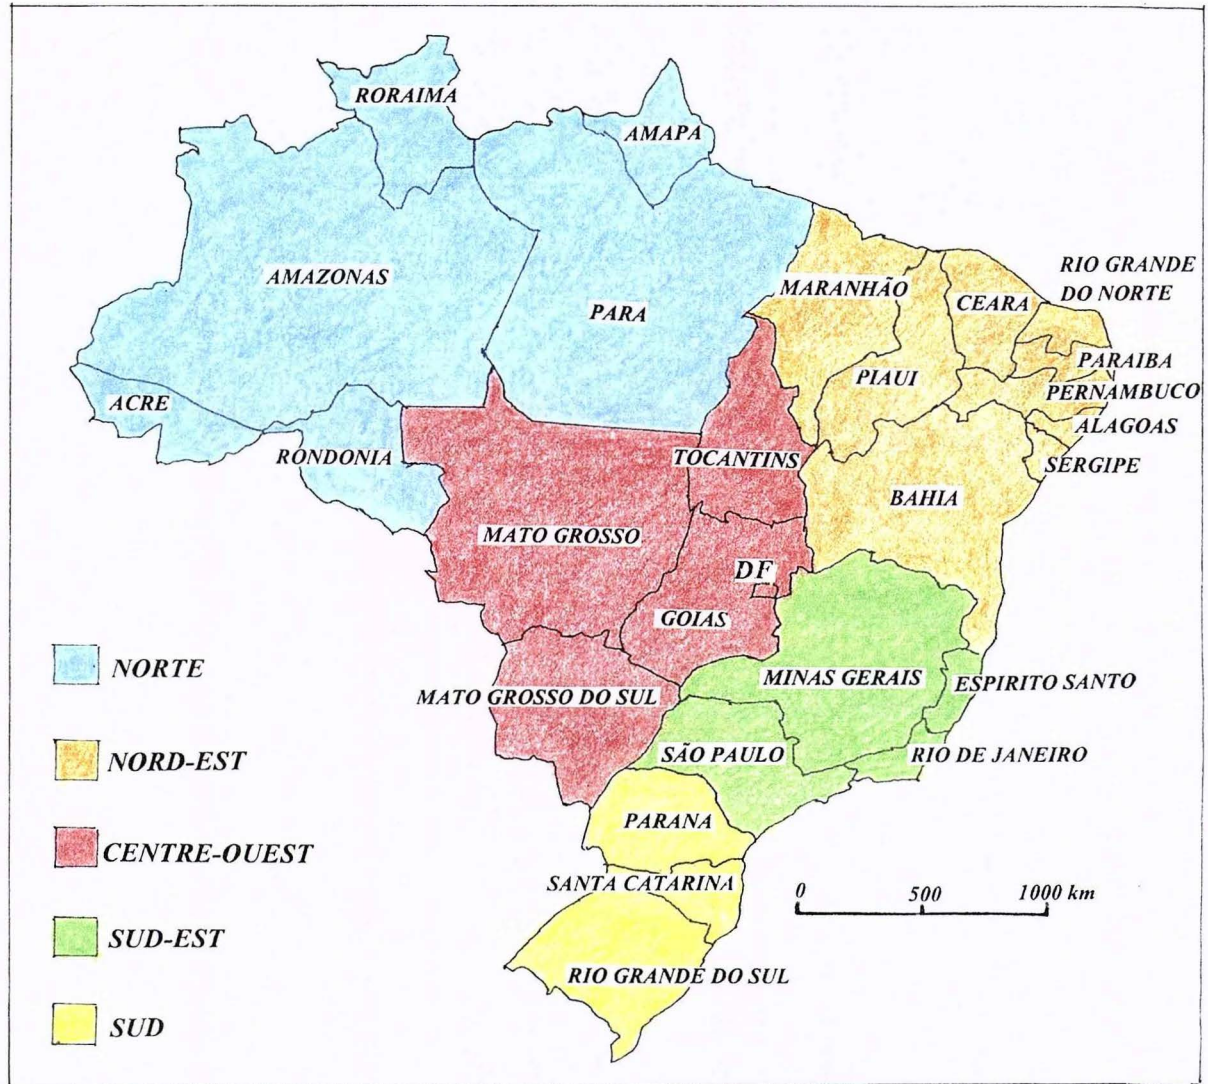 RORAIMA
AMAPA
AMAZONAS
PARA
MARANHÃO
CEARA
RIO GRANDE
DO NORTE
PIAUI
PARAIBA
PERNAMBUCO
ACRE
ALAGOAS
RONDONIA
TOCANTINS
SERGIPE
BAHIA
MATO GROSSO
DF
GOIAS
NORTE
MINAS GERAIS
ESPIRITO SANTO
MATO GROSSO DO SUL
SÃO PAULO
RIO DE JANEIRO
NORD-EST
PARANA
CENTRE-OUEST
SANTA CATARINA
0 500 1000 km
SUD-EST
RIO GRANDE DO SUL
SUD